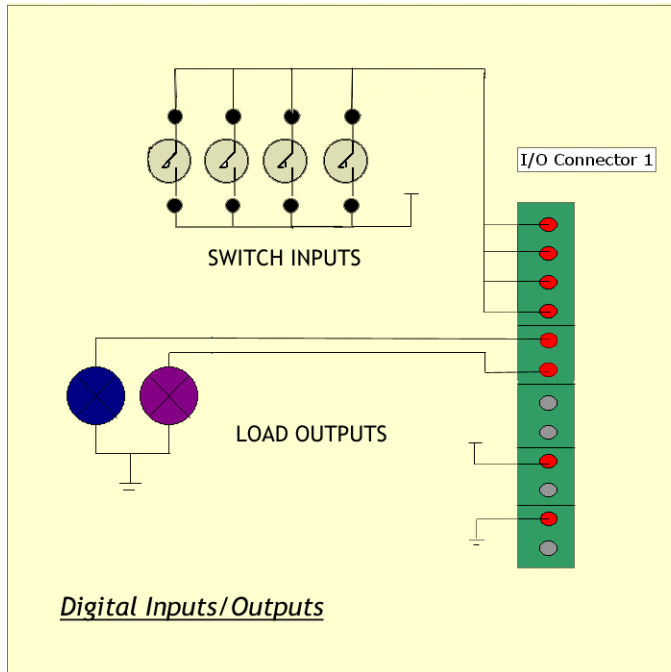 I/O Connector 1
SWITCH INPUTS
LOAD OUTPUTS
Digital Inputs/Outputs